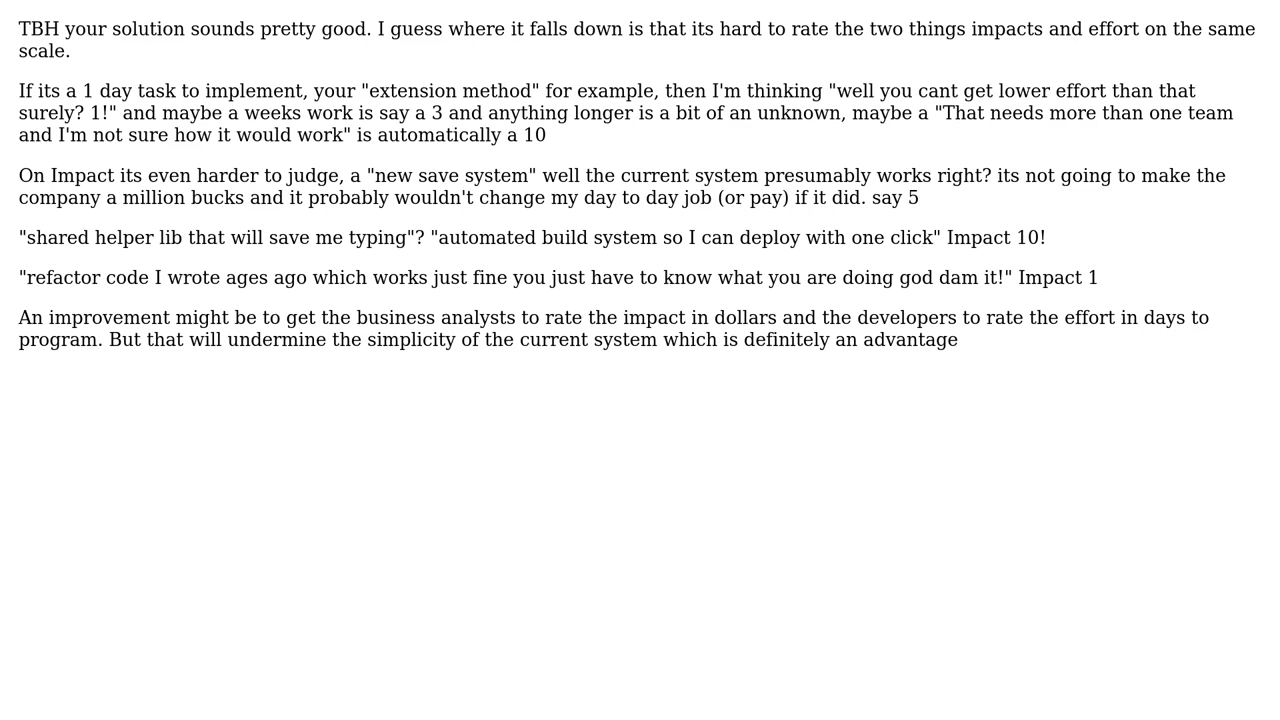 TBH your solution sounds pretty good. I guess where it falls down is that its hard to rate the two things impacts and effort on the same
scale.
If its a 1 day task to implement, your "extension method" for example, then I'm thinking "well you cant get lower effort than that
surely? 1!" and maybe a weeks work is say a 3 and anything longer is a bit of an unknown, maybe a "That needs more than one team
and I'm not sure how it would work" is automatically a 10
On Impact its even harder to judge, a "new save system" well the current system presumably works right? its not going to make the
company a million bucks and it probably wouldn't change my day to day job (or pay) if it did. say 5
"shared helper lib that will save me typing"? "automated build system so I can deploy with one click" Impact 10!
"refactor code I wrote ages ago which works just fine you just have to know what you are doing god dam it!" Impact 1
An improvement might be to get the business analysts to rate the impact in dollars and the developers to rate the effort in days to
program. But that will undermine the simplicity of the current system which is definitely an advantage